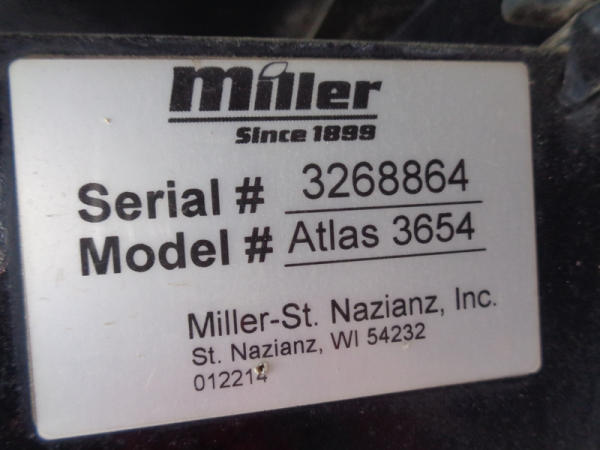 miller
Since 1899
Serial # 3268864
Model # Atlas 3654
Miller-St. Nazianz, Inc.
St. Nazianz, WI 54232
012214